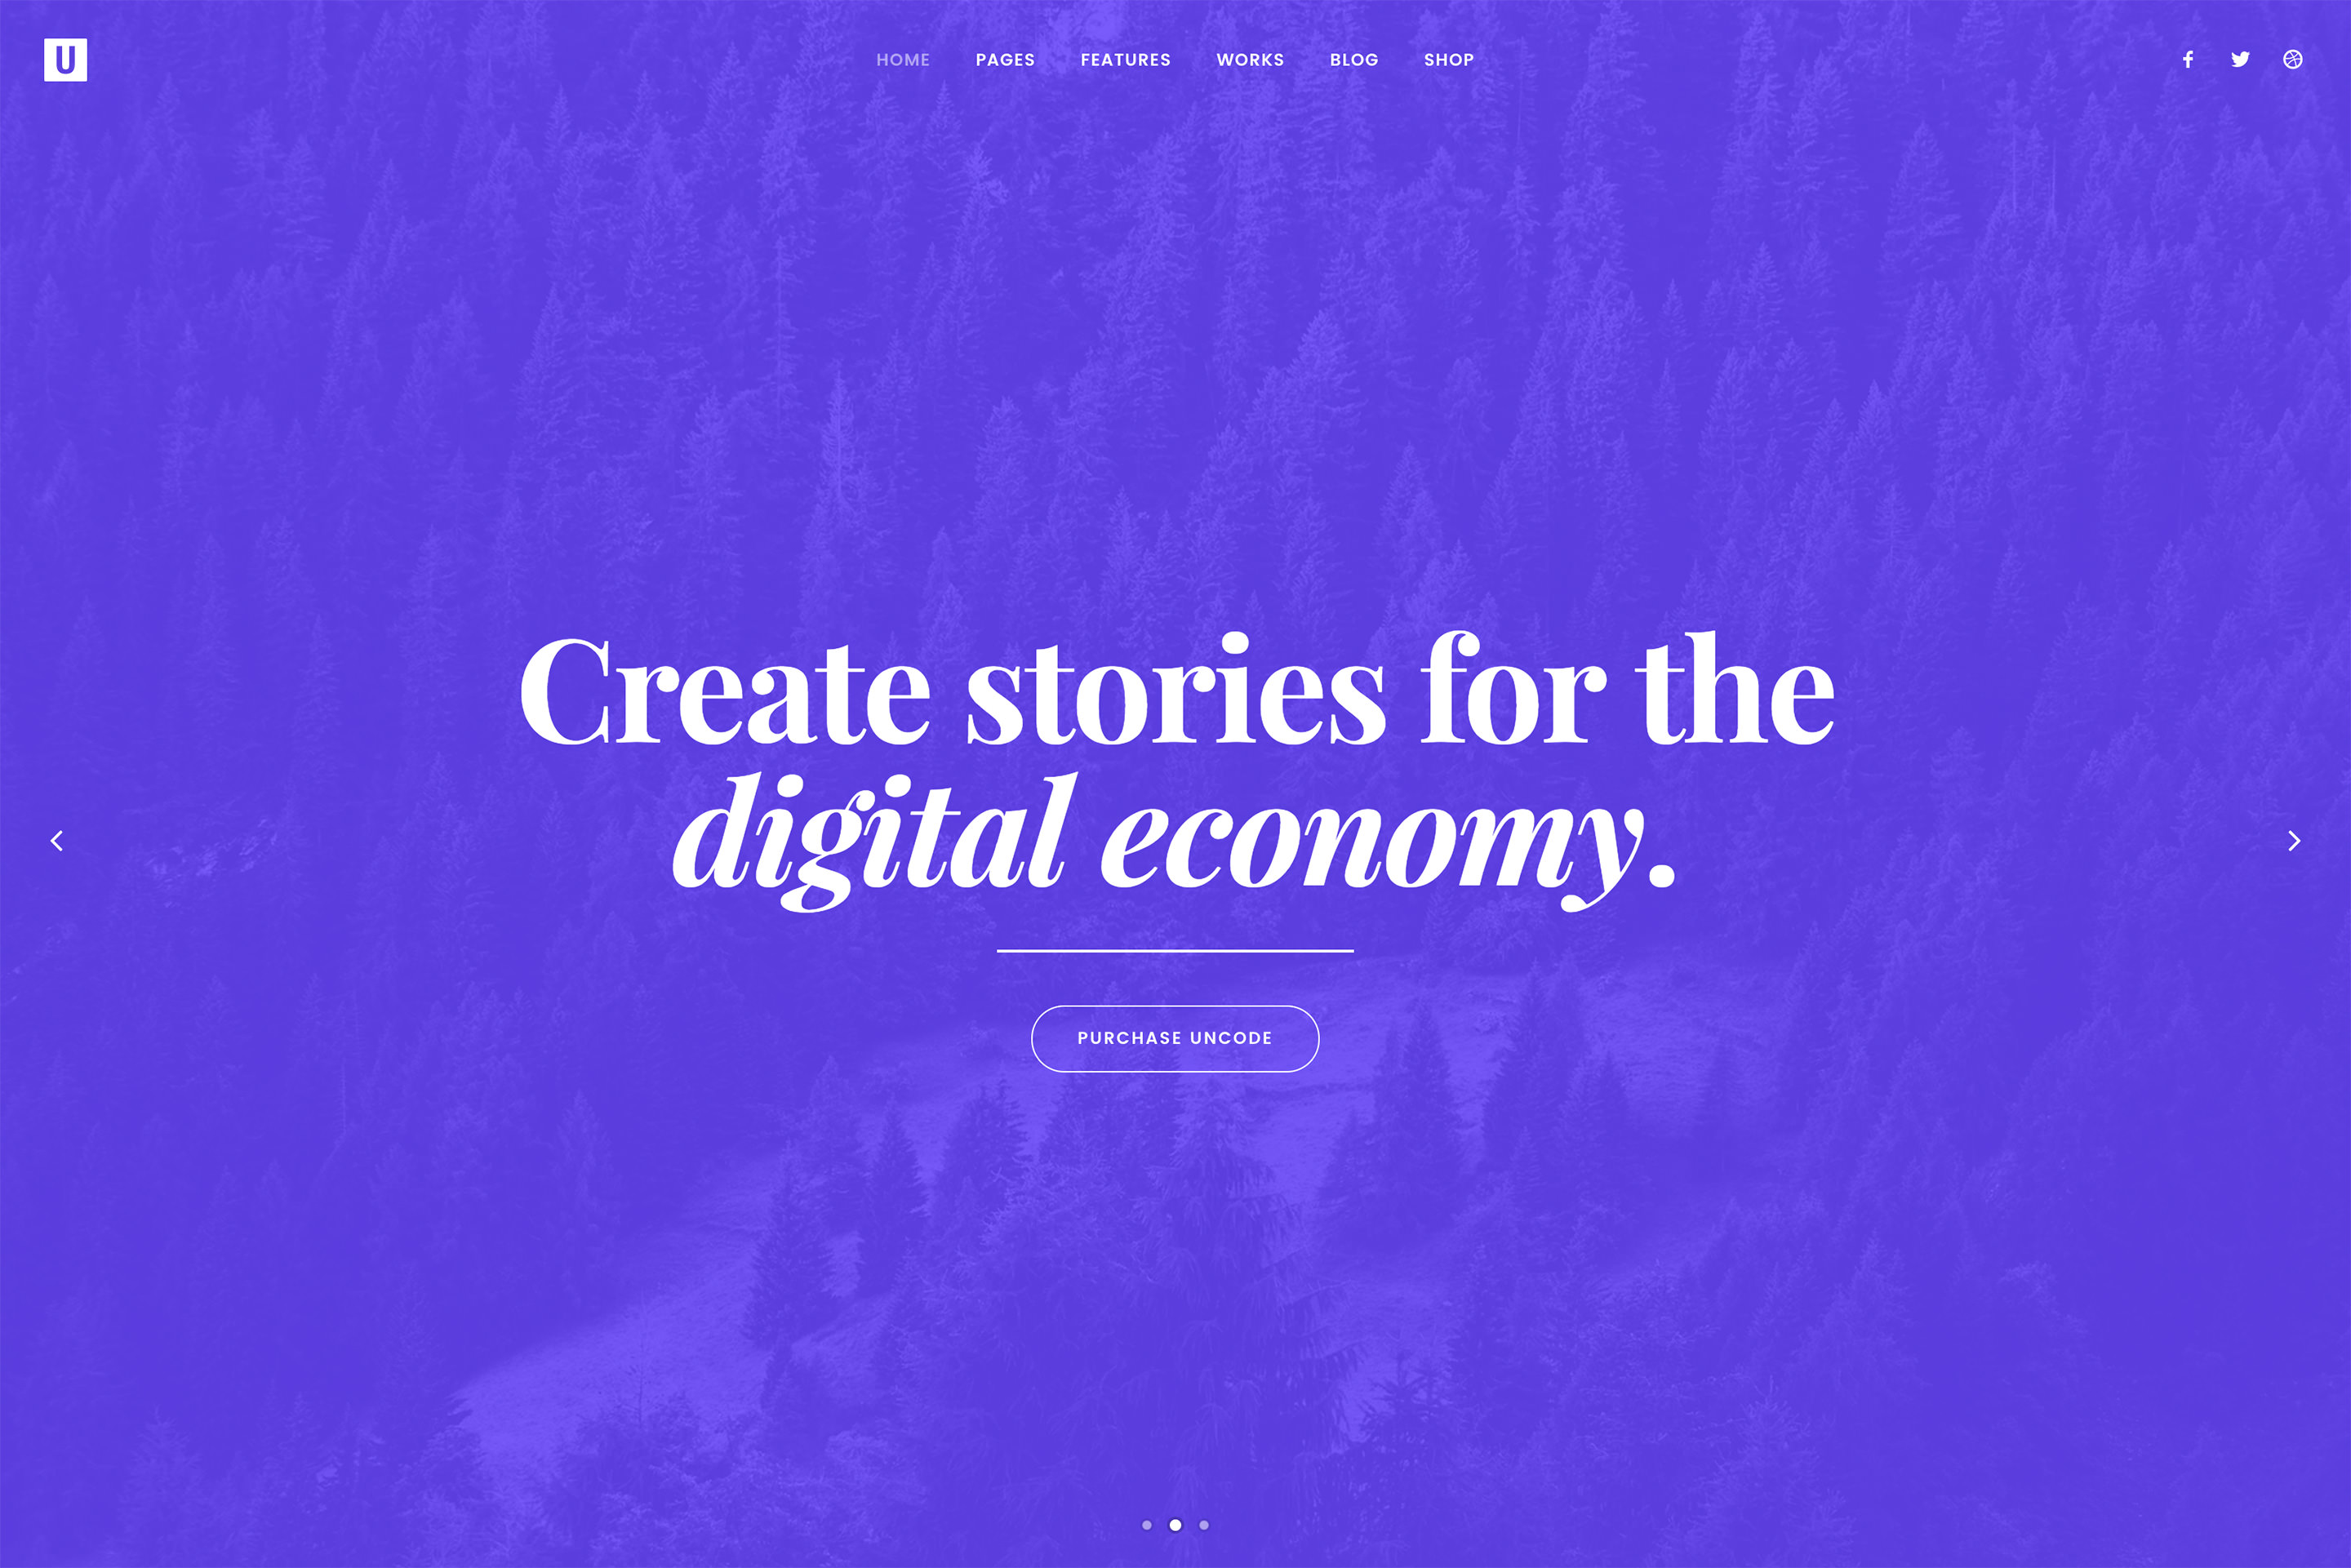 U
HOME PAGES FEATURES WORKS BLOG SHOP
Create stories for the
digital economy.
PURCHASE UNCODE